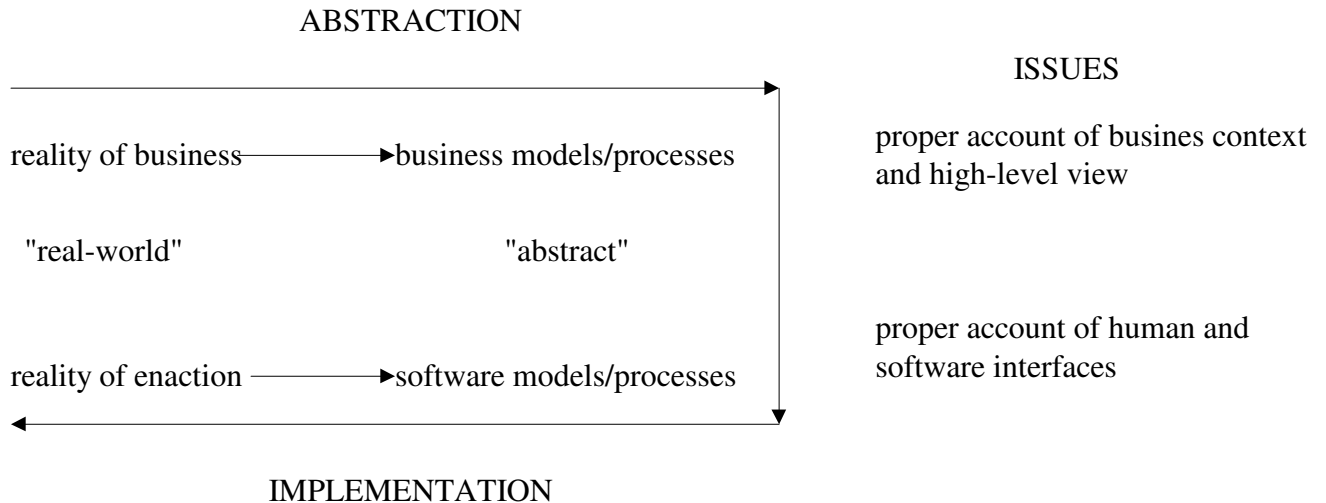 ABSTRACTION
ISSUES
reality of business
business models/processes
proper account of busines context
and high-level view
"real-world"
"abstract"
proper account of human and
software interfaces
reality of enaction
software models/processes
IMPLEMENTATION